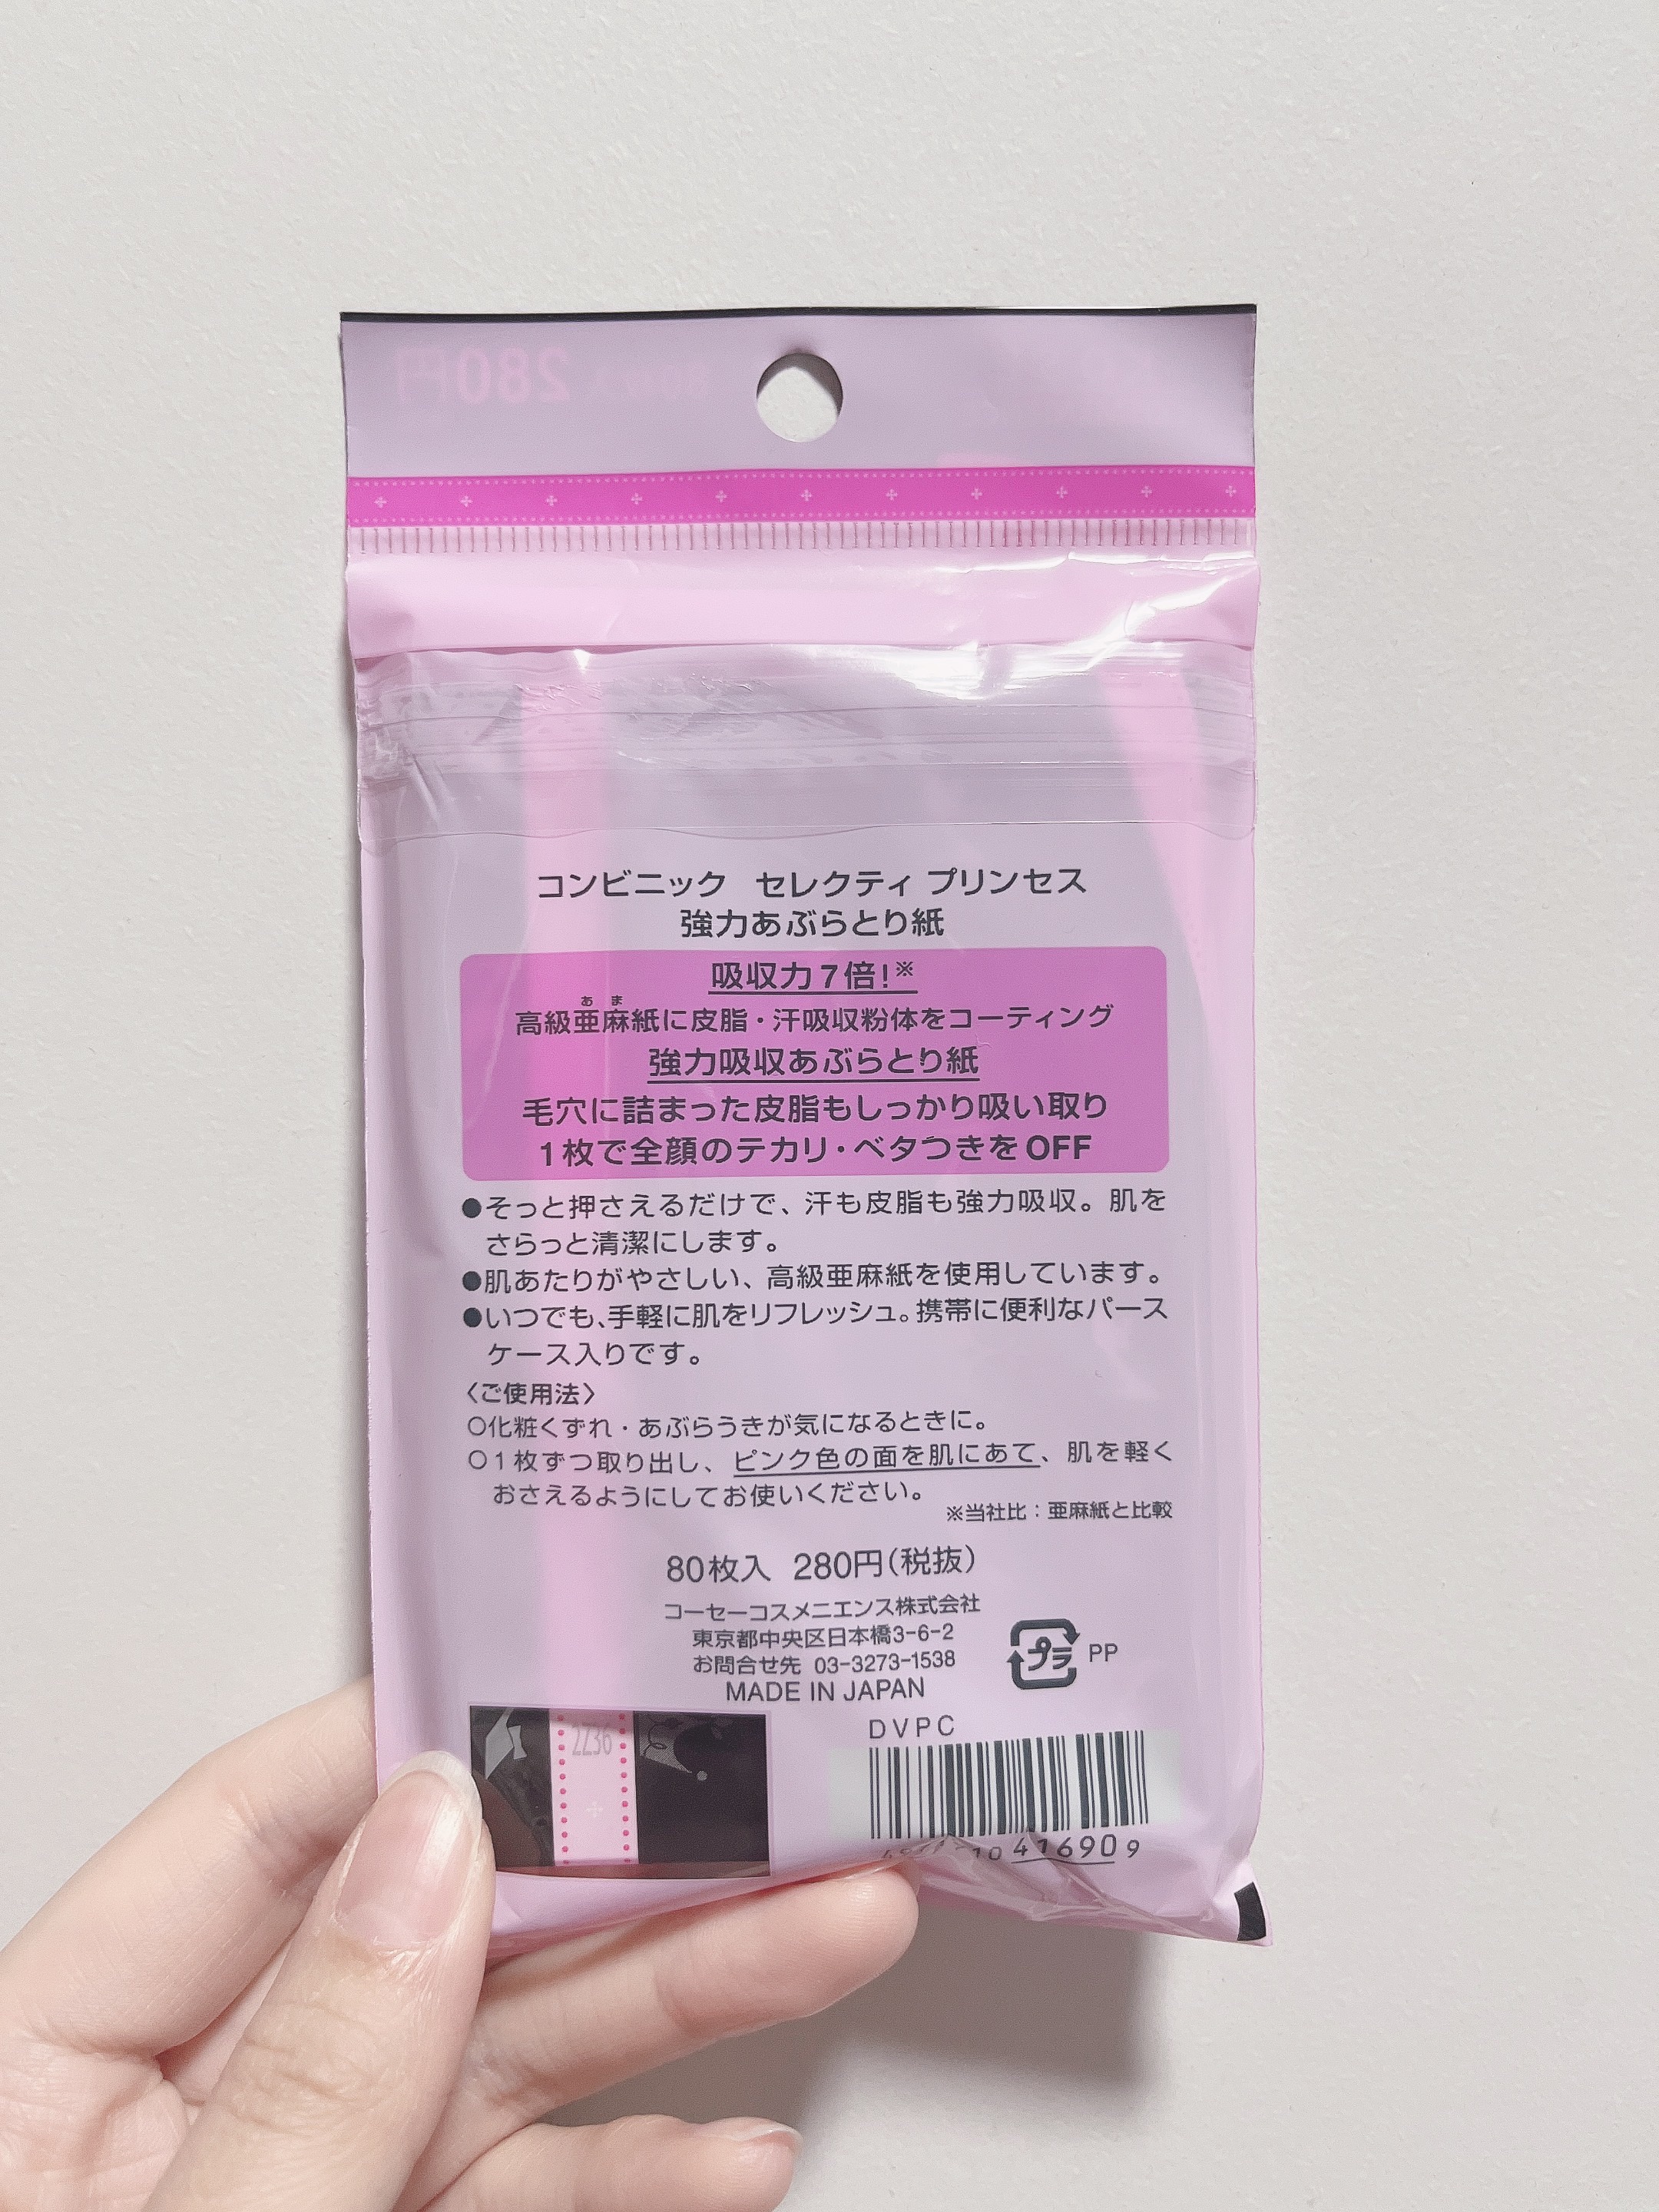 280円
コンビニック セレクティ プリンセス
強力あぶらとり紙
吸収力7倍!※
あま
高級亜麻紙に皮脂・汗吸収粉体をコーティング
強力吸収あぶらとり紙
毛穴に詰まった皮脂もしっかり吸い取り
1枚で全顔のテカリ・ベタつきをOFF
●そっと押さえるだけで、汗も皮脂も強力吸収。肌を
さらっと清潔にします。
●肌あたりがやさしい、高級亜麻紙を使用しています。
●いつでも、手軽に肌をリフレッシュ。携帯に便利なパース
ケース入りです。
〈ご使用法〉
○化粧くずれ・あぶらうきが気になるときに。
○1枚ずつ取り出し、ピンク色の面を肌にあて、肌を軽く
おさえるようにしてお使いください。
※当社比：亜麻紙と比較
80枚入 280円(税抜)
コーセーコスメニエンス株式会社
東京都中央区日本橋3-6-2
お問合せ先 03-3273-1538
MADE IN JAPAN
プラ PP
2Z36
DVPC
10 41690 9